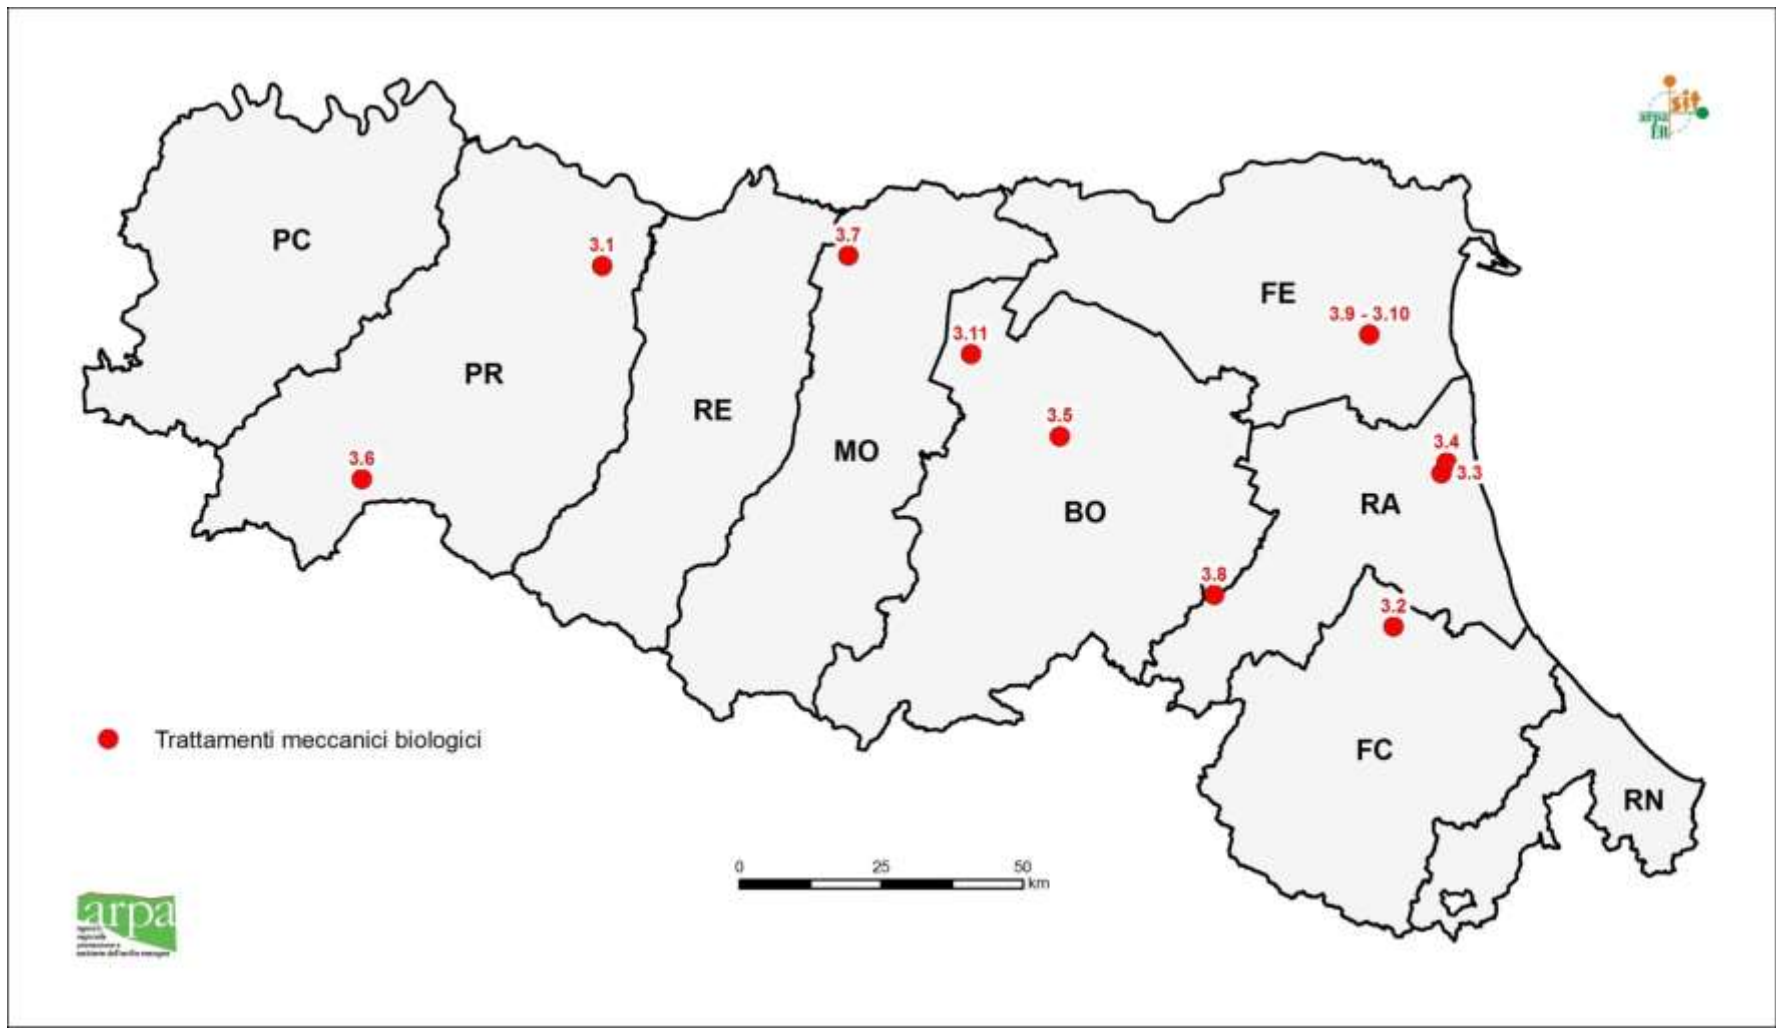 sit
arpa
ER
PC
3.1
3.7
FE
3.9 - 3.10
3.11
PR
RE
3.5
MO
3.4
3.3
3.6
RA
BO
3.8
3.2
Trattamenti meccanici biologici
FC
RN
0 25 50
km
arpa